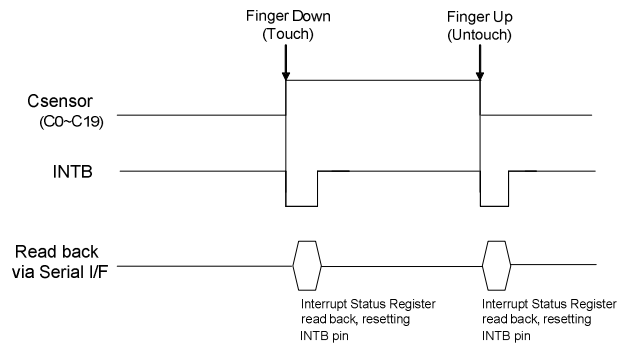 Finger Down
(Touch)
Finger Up
(Untouch)
Csensor
(C0~C19)
INTB
Read back
via Serial I/F
Interrupt Status Register
read back, resetting
INTB pin
Interrupt Status Register
read back, resetting
INTB pin